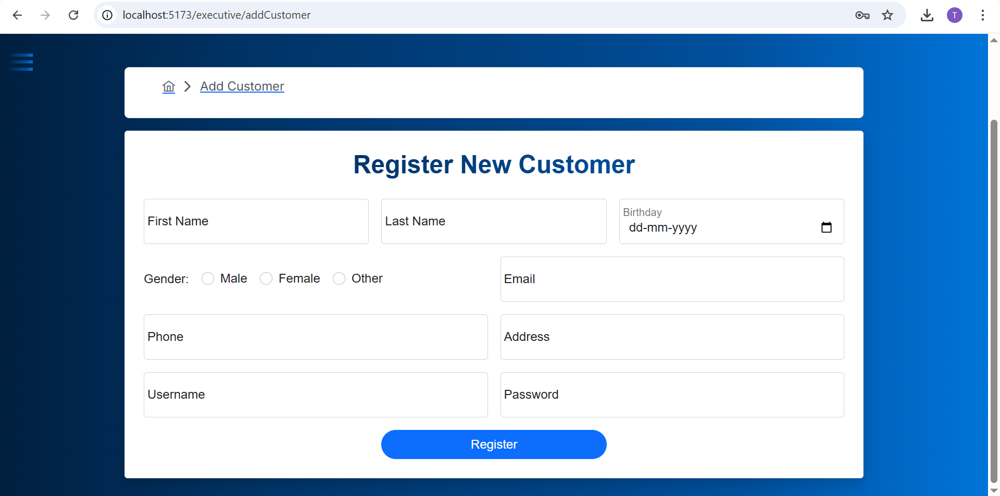 localhost:5173/executive/addCustomer
T
Add Customer
Register New Customer
First Name
Last Name
Birthday
dd-mm-yyyy
Gender: Male Female Other
Email
Phone
Address
Username
Password
Register